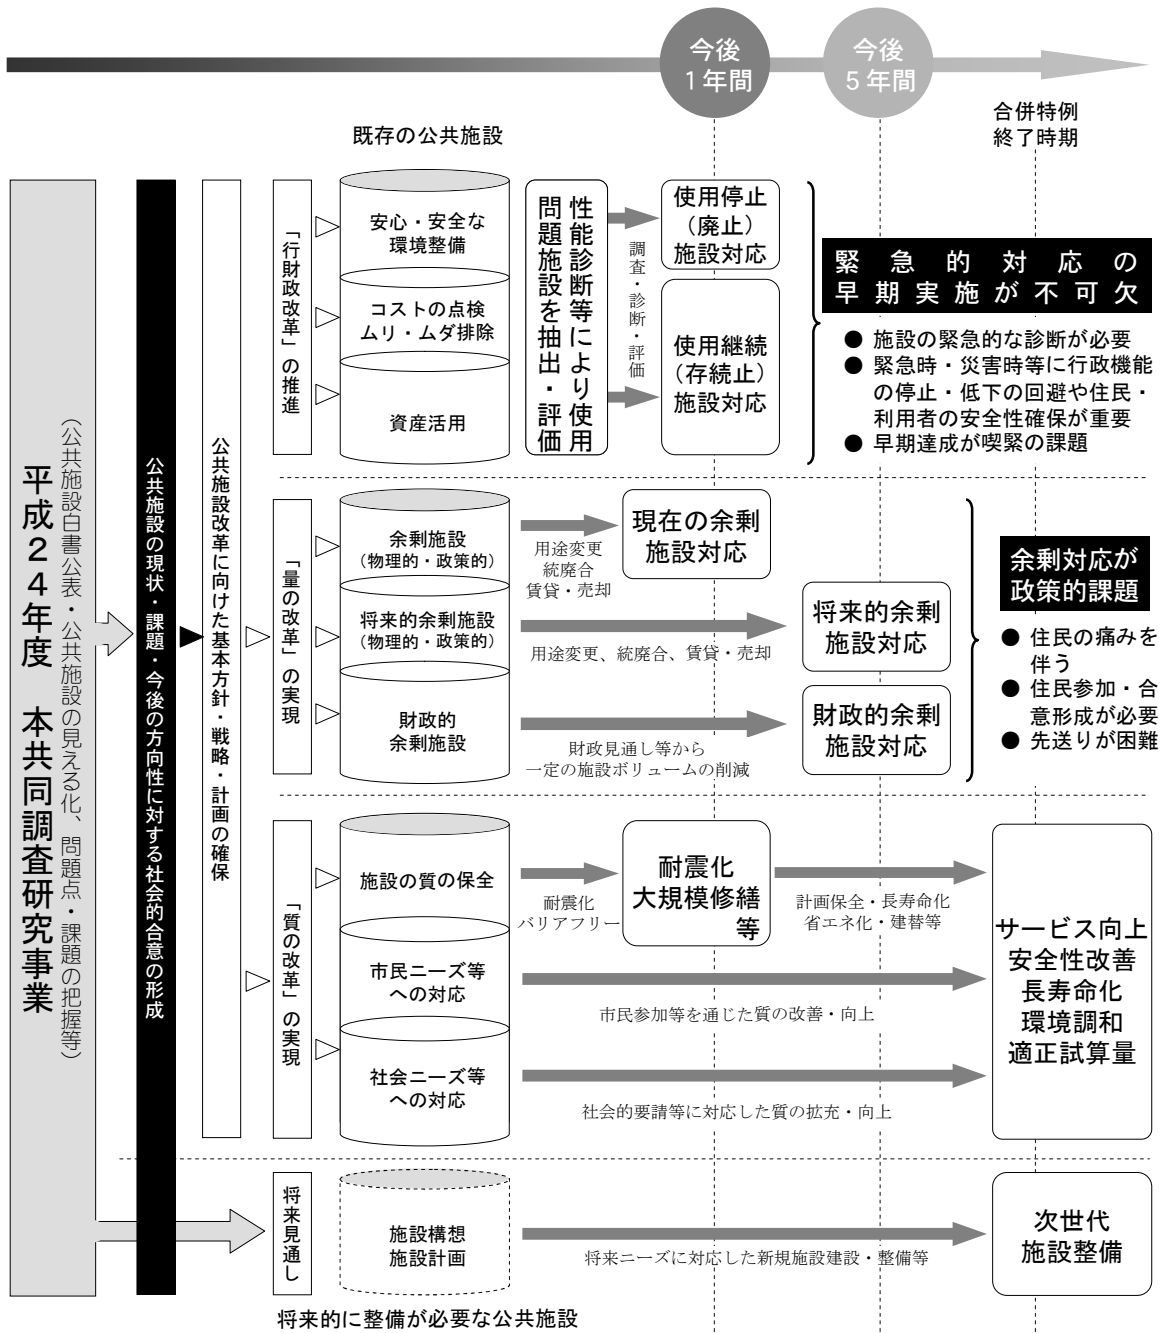 今後
１年間
今後
５年間
合併特例
終了時期
既存の公共施設
平成２４年度　本共同調査研究事業
（公共施設白書公表・公共施設の見える化、問題点・課題の把握等）
公共施設の現状・課題・今後の方向性に対する社会的合意の形成
公共施設改革に向けた基本方針・戦略・計画の確保
「行財政改革」の推進
安心・安全な
環境整備
コストの点検
ムリ・ムダ排除
資産活用
性能診断等により使用
問題施設を抽出・評価
調査・診断・評価
使用停止
（廃止）
施設対応
使用継続
（存続止）
施設対応
緊急的対応の
早期実施が不可欠
● 施設の緊急的な診断が必要
● 緊急時・災害時等に行政機能
の停止・低下の回避や住民・
利用者の安全性確保が重要
● 早期達成が喫緊の課題
「量の改革」の実現
余剰施設
（物理的・政策的）
将来的余剰施設
（物理的・政策的）
財政的
余剰施設
用途変更
統廃合
賃貸・売却
現在の余剰
施設対応
用途変更、統廃合、賃貸・売却
将来的余剰
施設対応
財政見通し等から
一定の施設ボリュームの削減
財政的余剰
施設対応
余剰対応が
政策的課題
● 住民の痛みを
伴う
● 住民参加・合
意形成が必要
● 先送りが困難
「質の改革」の実現
施設の質の保全
市民ニーズ等
への対応
社会ニーズ等
への対応
耐震化
バリアフリー
耐震化
大規模修繕
等
計画保全・長寿命化
省エネ化・建替等
市民参加等を通じた質の改善・向上
社会的要請等に対応した質の拡充・向上
サービス向上
安全性改善
長寿命化
環境調和
適正試算量
将来見通し
施設構想
施設計画
将来ニーズに対応した新規施設建設・整備等
次世代
施設整備
将来的に整備が必要な公共施設